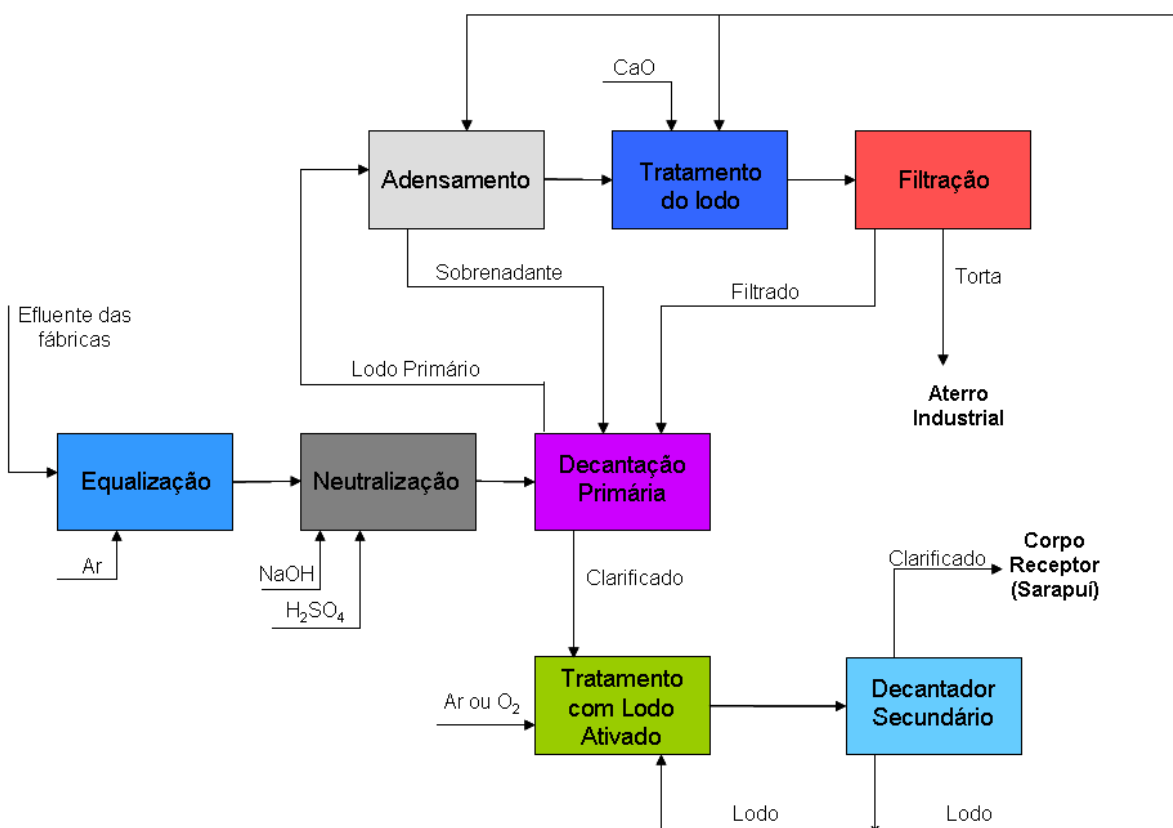 CaO
Adensamento
Tratamento
do lodo
Filtração
Sobrenadante
Filtrado
Torta
Efluente das
fábricas
Lodo Primário
Aterro
Industrial
Equalização
Neutralização
Decantação
Primária
Ar
NaOH
H₂SO₄
Clarificado
Clarificado
Corpo
Receptor
(Sarapuí)
Ar ou O₂
Tratamento
com Lodo
Ativado
Decantador
Secundário
Lodo
Lodo